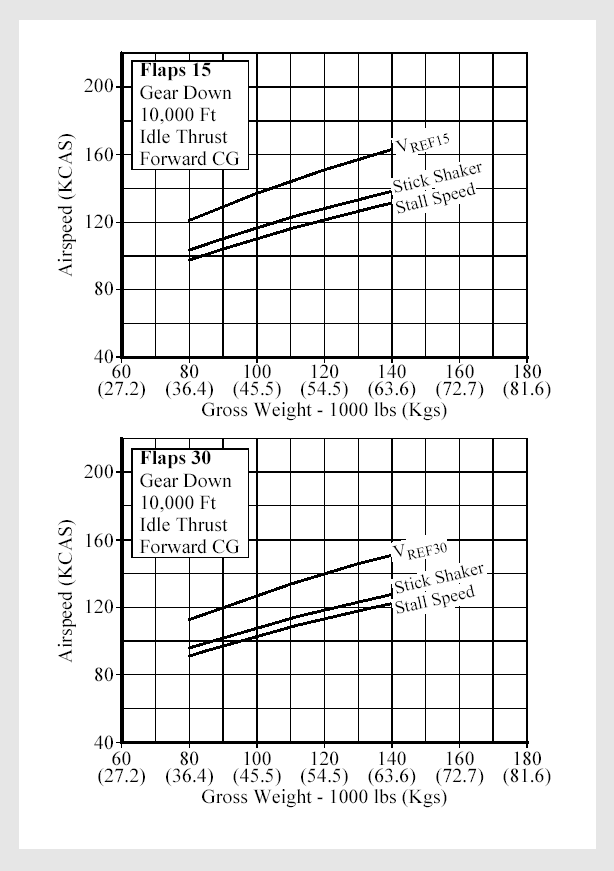 Flaps 15
Gear Down
10,000 Ft
Idle Thrust
Forward CG
200
160
120
80
40
Airspeed (KCAS)
VREF15
Stick Shaker
Stall Speed
60 80 100 120 140 160 180
(27.2) (36.4) (45.5) (54.5) (63.6) (72.7) (81.6)
Gross Weight - 1000 lbs (Kgs)
Flaps 30
Gear Down
10,000 Ft
Idle Thrust
Forward CG
200
160
120
80
40
Airspeed (KCAS)
VREF30
Stick Shaker
Stall Speed
60 80 100 120 140 160 180
(27.2) (36.4) (45.5) (54.5) (63.6) (72.7) (81.6)
Gross Weight - 1000 lbs (Kgs)